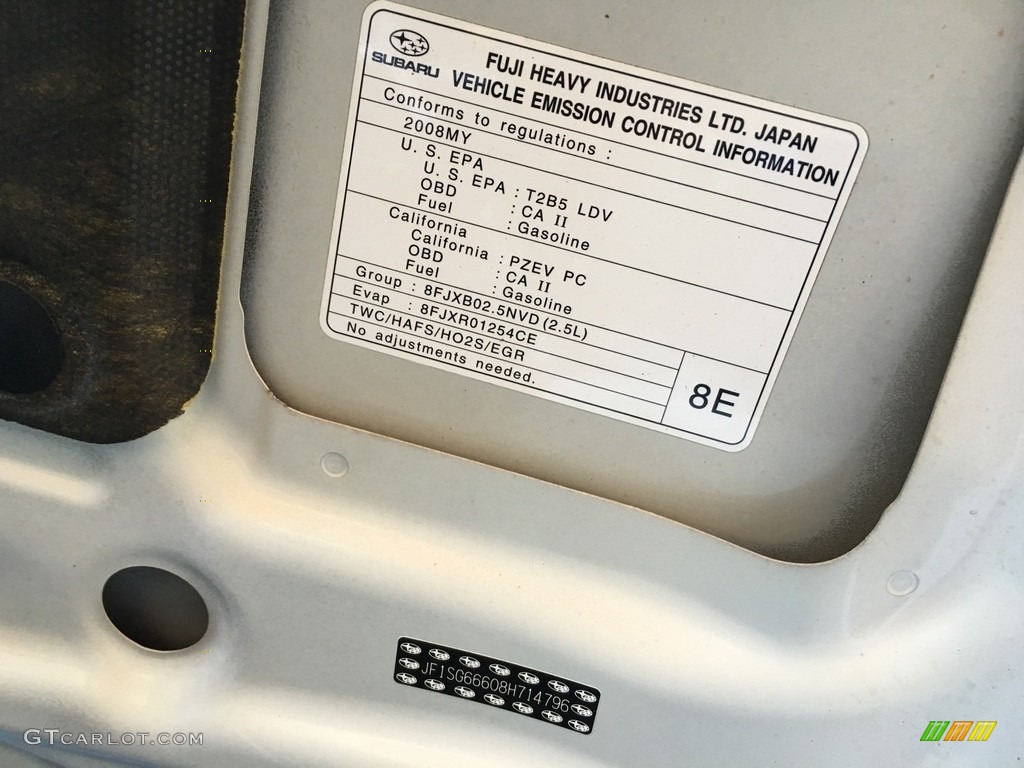 SUBARU
FUJI HEAVY INDUSTRIES LTD. JAPAN
VEHICLE EMISSION CONTROL INFORMATION
Conforms to regulations :
2008MY
U. S. EPA
U. S. EPA : T2B5 LDV
OBD : CA II
Fuel : Gasoline
California
California : PZEV PC
OBD : CA II
Fuel : Gasoline
Group : 8FJXB02.5NVD (2.5L)
Evap : 8FJXR01254CE
TWC/HAFS/HO2S/EGR
No adjustments needed.
8E
JF1SG66608H714796
GTCARLOT.COM